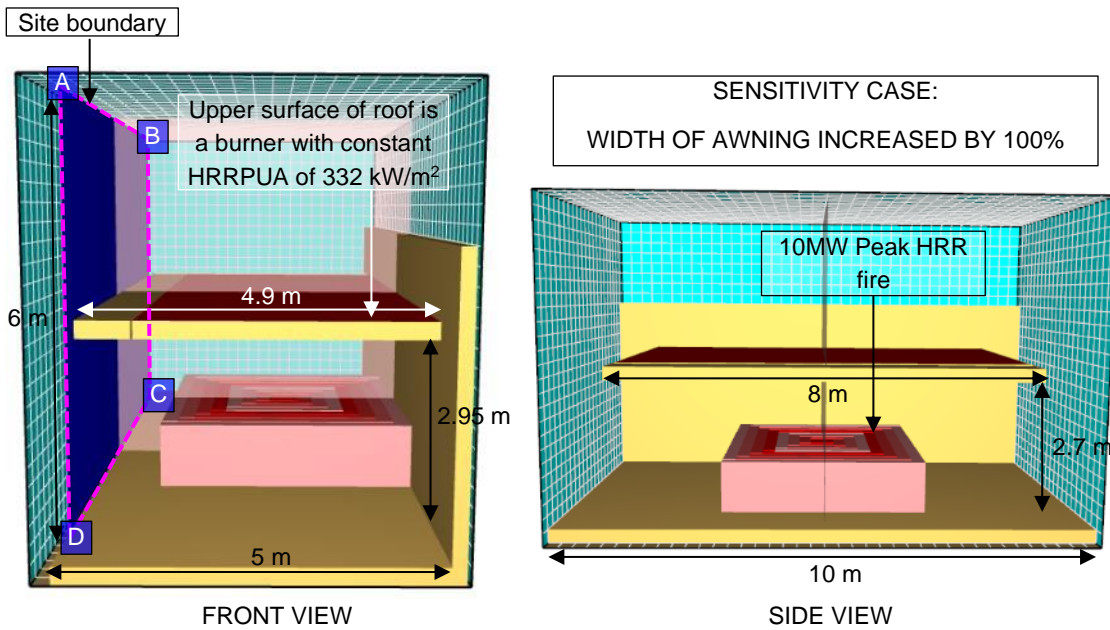 Site boundary
A
B
Upper surface of roof is
a burner with constant
HRRPUA of 332 kW/m²
4.9 m
6 m
C
2.95 m
D
5 m
FRONT VIEW
SENSITIVITY CASE:
WIDTH OF AWNING INCREASED BY 100%
10MW Peak HRR
fire
8 m
2.7 m
10 m
SIDE VIEW